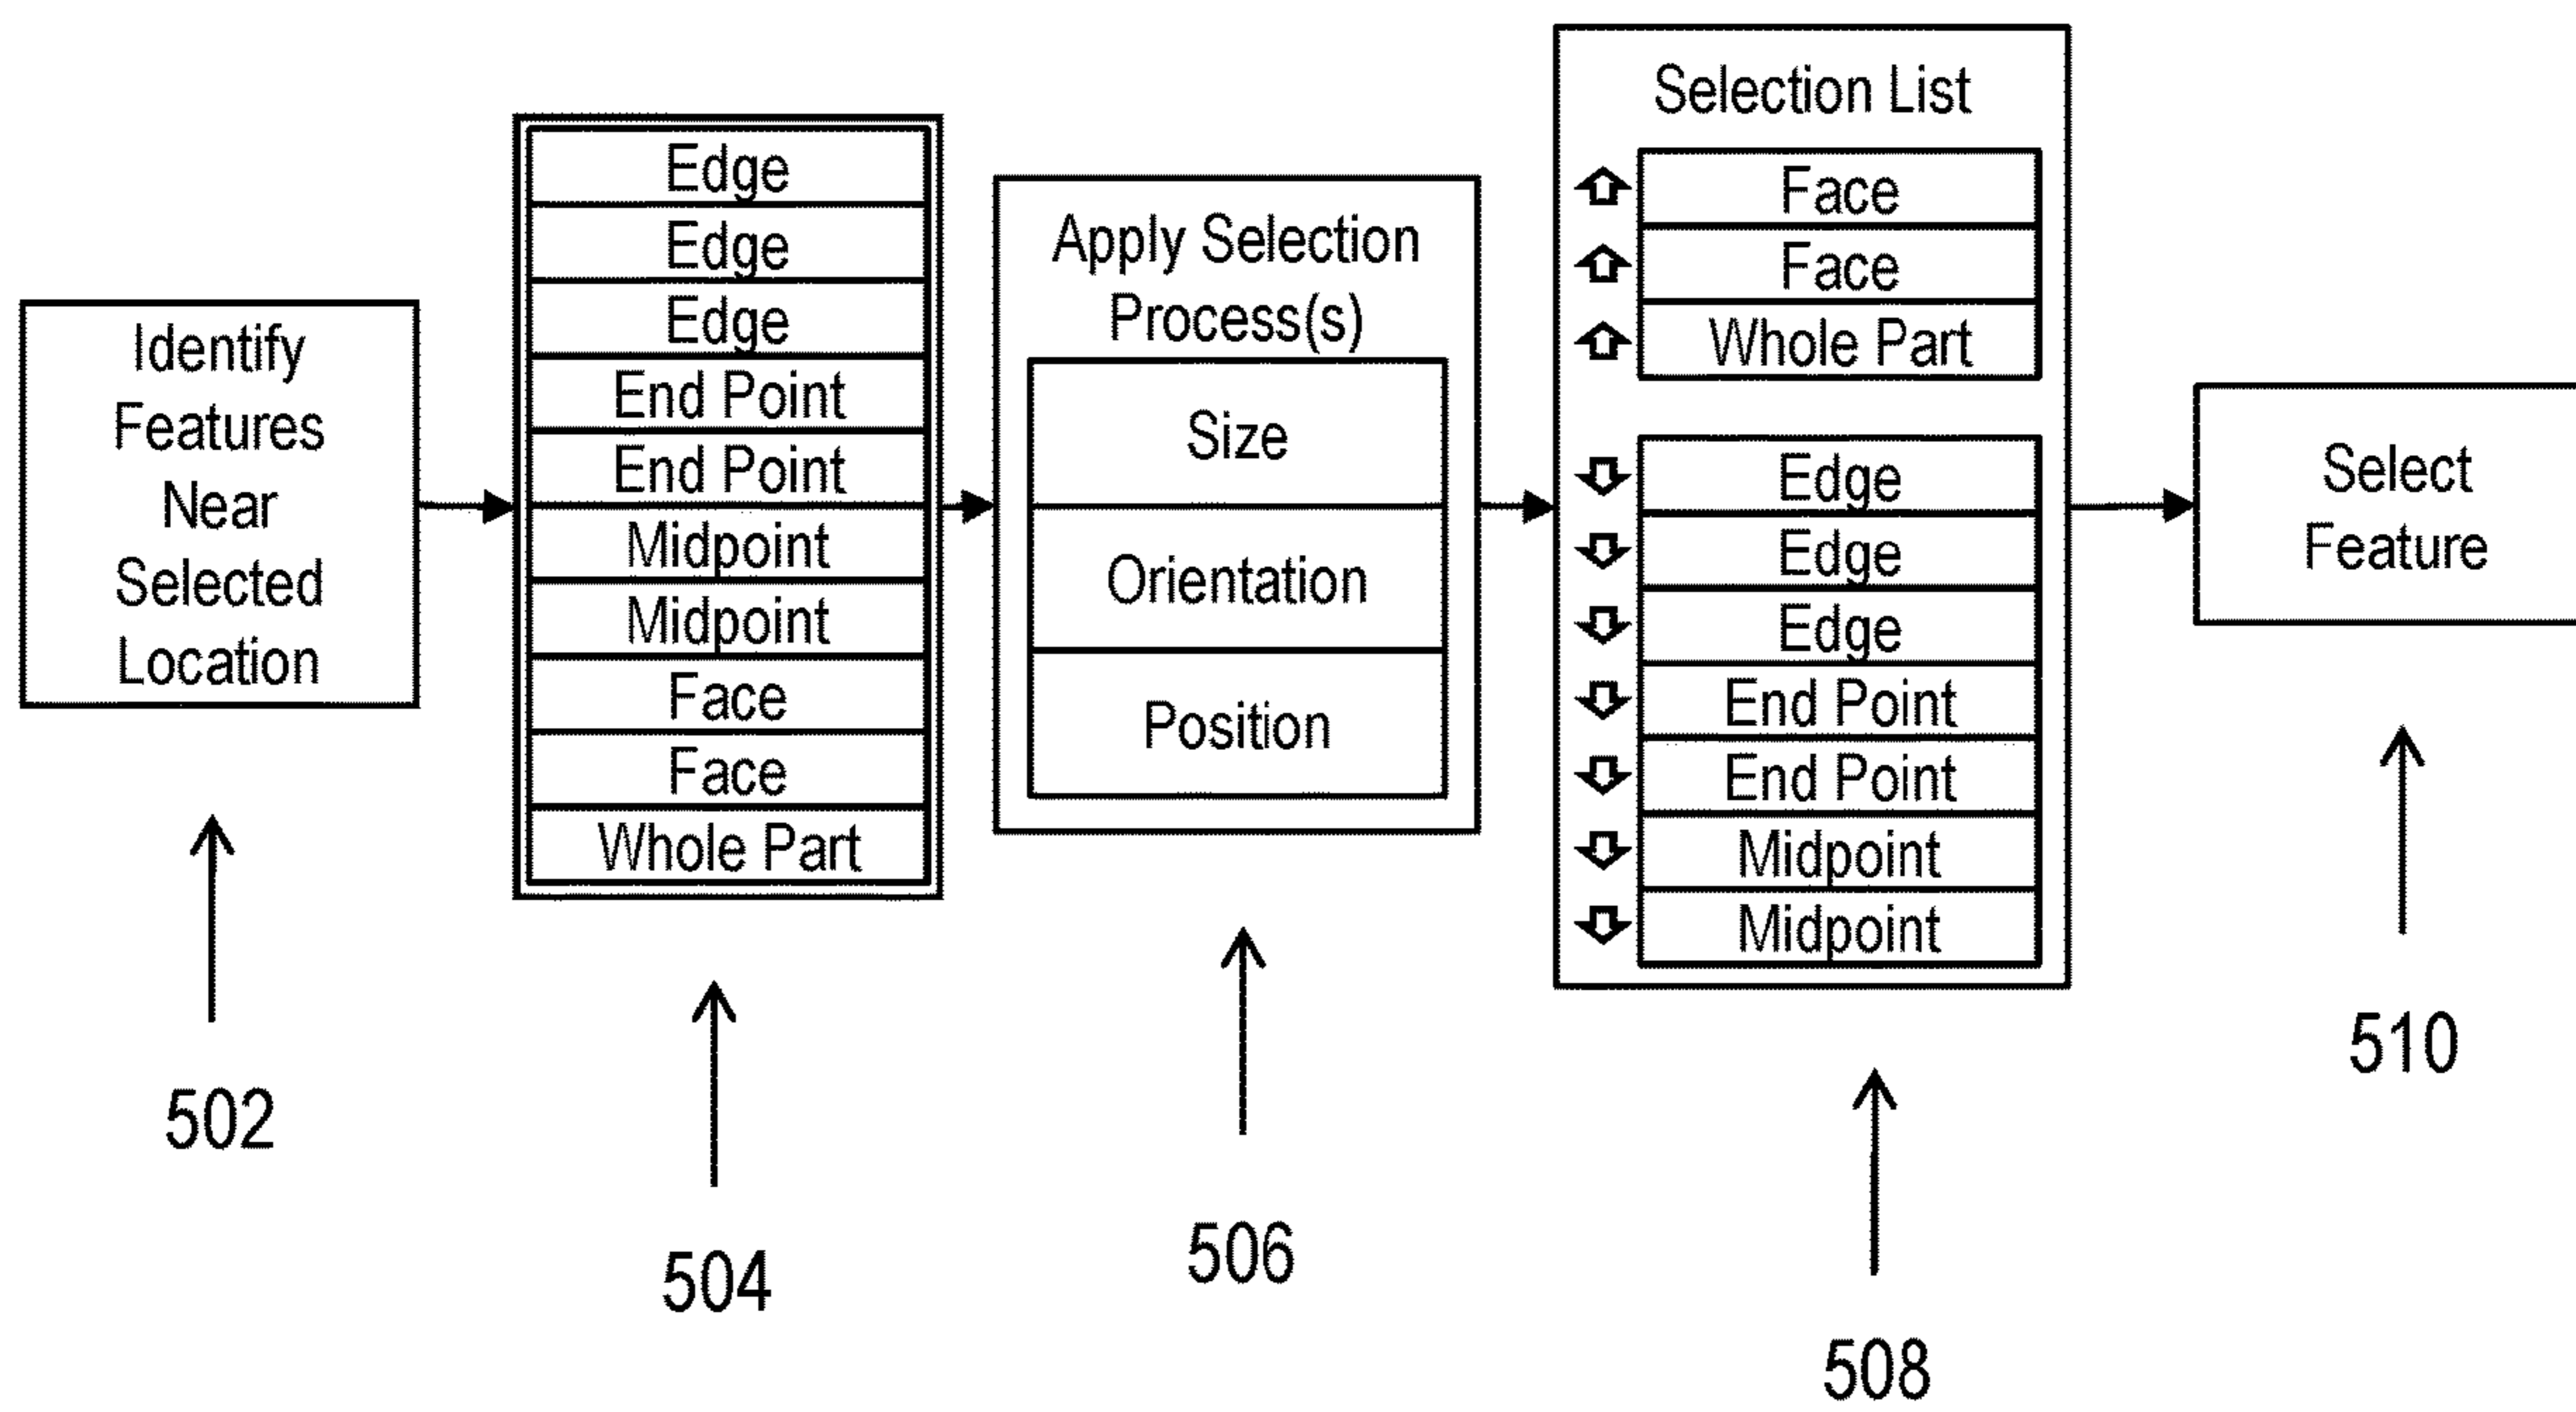 Identify
Features
Near
Selected
Location
502
Edge
Edge
Edge
End Point
End Point
Midpoint
Midpoint
Face
Face
Whole Part
504
Apply Selection
Process(s)
Size
Orientation
Position
506
Selection List
Face
Face
Whole Part
Edge
Edge
Edge
End Point
End Point
Midpoint
Midpoint
508
Select
Feature
510